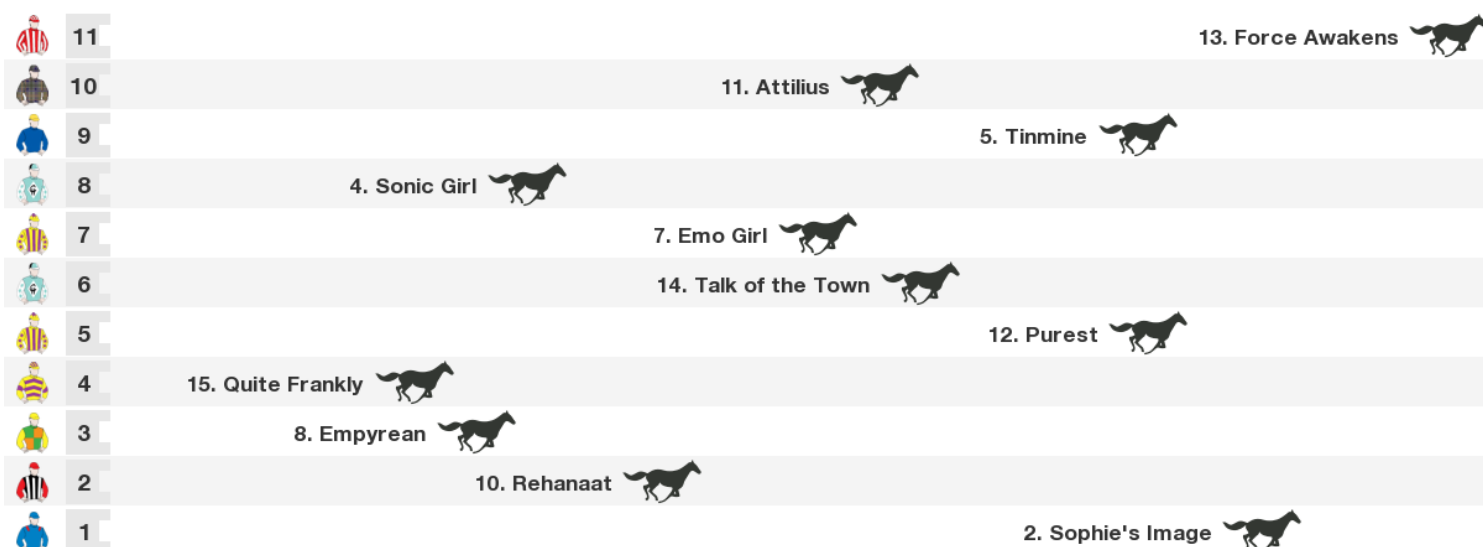 11 13. Force Awakens
10 11. Attilius
9 5. Tinmine
8 4. Sonic Girl
7 7. Emo Girl
6 14. Talk of the Town
5 12. Purest
4 15. Quite Frankly
3 8. Empyrean
2 10. Rehanaat
1 2. Sophie's Image